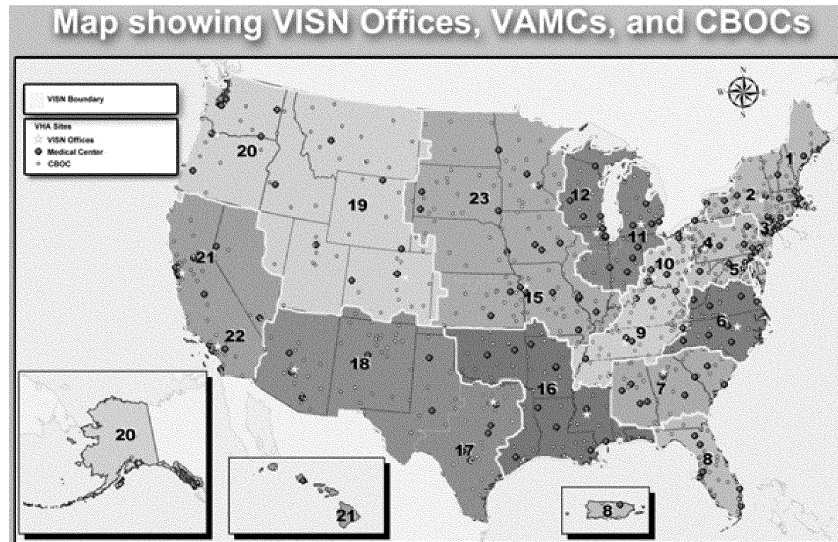 Map showing VISN Offices, VAMCs, and CBOCs
VISN Boundary
VHA Sites
VISN Offices
Medical Center
CBOC
N
W
E
S
20
19
23
12
11
1
2
3
4
5
10
21
22
15
9
6
18
16
7
17
8
20
21
8